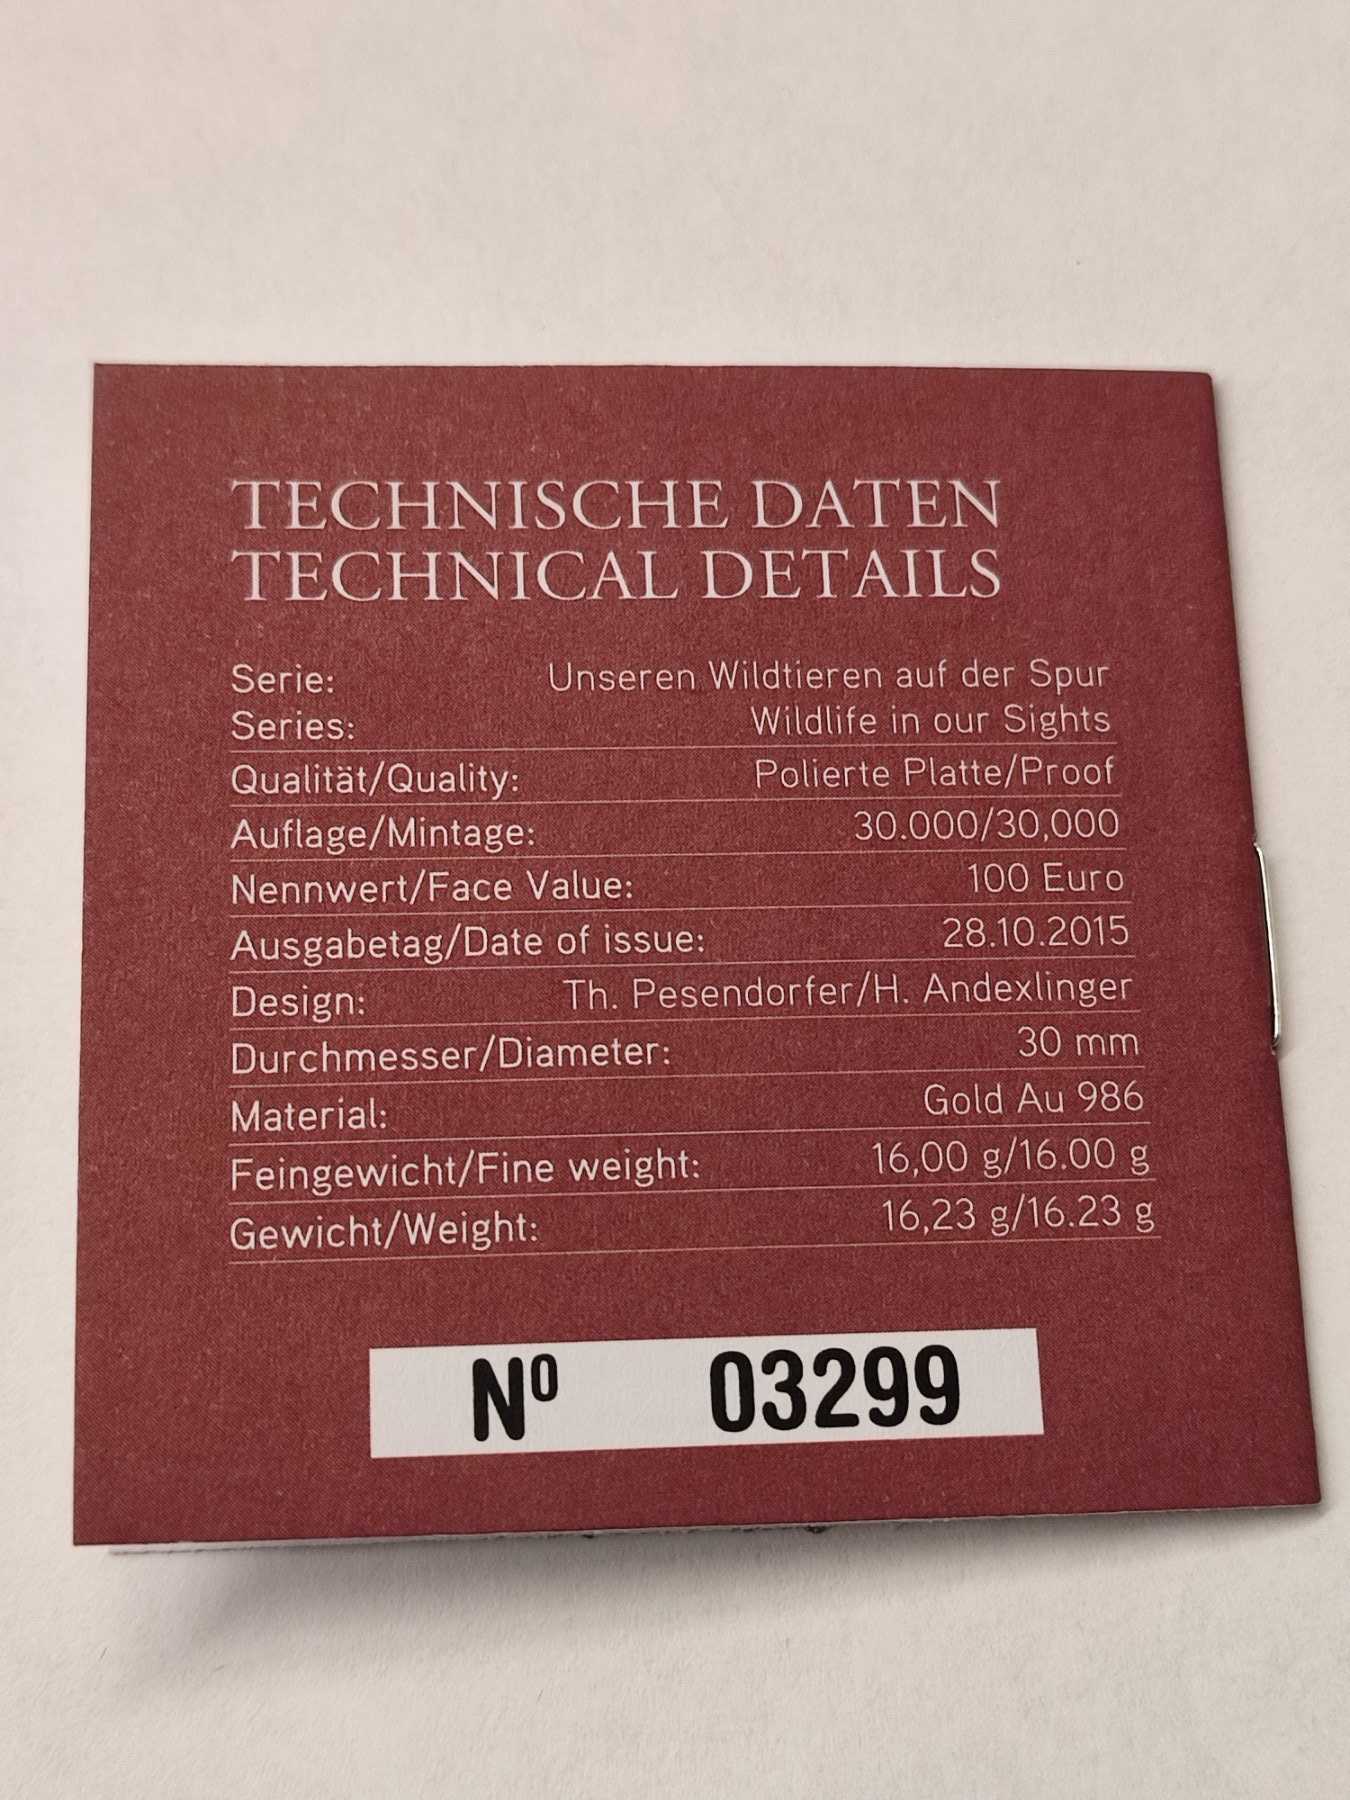 TECHNISCHE DATEN
TECHNICAL DETAILS
Serie: Unseren Wildtieren auf der Spur
Series: Wildlife in our Sights
Qualität/Quality: Polierte Platte/Proof
Auflage/Mintage: 30.000/30,000
Nennwert/Face Value: 100 Euro
Ausgabetag/Date of issue: 28.10.2015
Design: Th. Pesendorfer/H. Andexlinger
Durchmesser/Diameter: 30 mm
Material: Gold Au 986
Feingewicht/Fine weight: 16,00 g/16.00 g
Gewicht/Weight: 16,23 g/16.23 g
Nº 03299